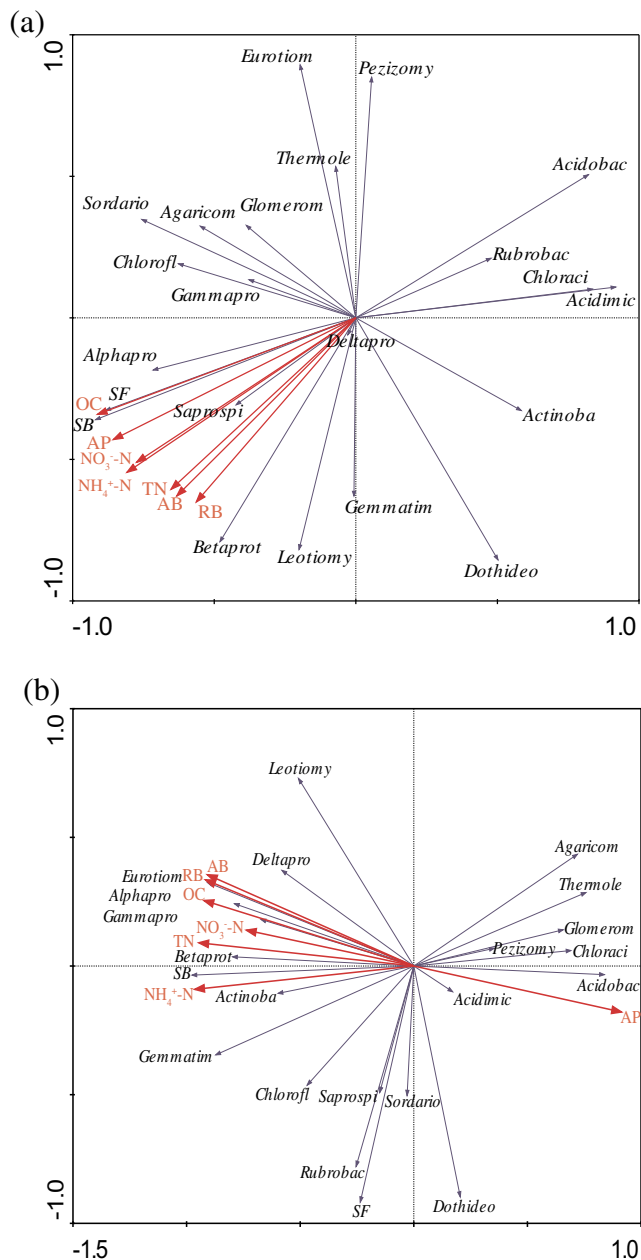 (a)
1.0
Eurotiom
Pezizomy
Thermole
Acidobac
Sordario
Agaricom
Glomerom
Rubrobac
Chlorofl
Chloraci
Gammapro
Acidimic
Deltapro
Alphapro
OC
SF
SB
Saprospi
Actinoba
AP
NO₃⁻-N
NH₄⁺-N
TN
AB
RB
Gemmatim
Betaprot
Leotiomy
Dothideo
-1.0
-1.0
1.0
(b)
1.0
Leotiomy
Deltapro
Agaricom
Eurotiom
RB
AB
Thermole
Alphapro
OC
Gammapro
NO₃⁻-N
Glomerom
TN
Pezizomy
Chloraci
Betaprot
SB
Acidobac
NH₄⁺-N
Actinoba
Acidimic
AP
Gemmatim
Chlorofl
Saprospi
Sordario
Rubrobac
SF
Dothideo
-1.0
-1.5
1.0